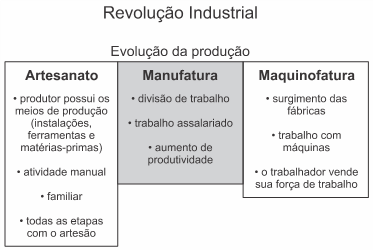 Revolução Industrial
Evolução da produção
Artesanato
• produtor possui os
meios de produção
(instalações,
ferramentas e
matérias-primas)
• atividade manual
• familiar
• todas as etapas
com o artesão
Manufatura
• divisão de trabalho
• trabalho assalariado
• aumento de
produtividade
Maquinofatura
• surgimento das
fábricas
• trabalho com
máquinas
• o trabalhador vende
sua força de trabalho